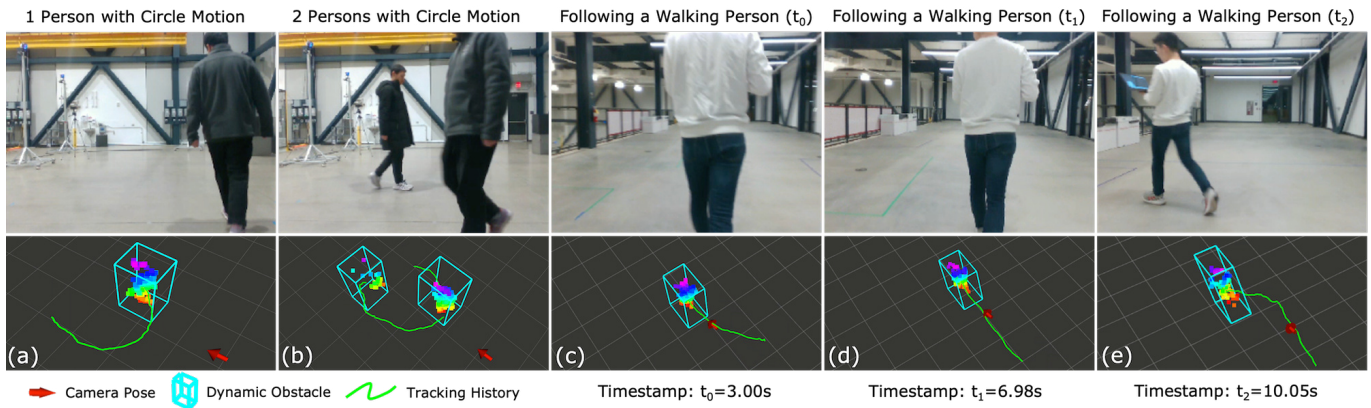 1 Person with Circle Motion
2 Persons with Circle Motion
Following a Walking Person (t₀)
Following a Walking Person (t₁)
Following a Walking Person (t₂)
(a)
(b)
(c)
(d)
(e)
Camera Pose
Dynamic Obstacle
Tracking History
Timestamp: t₀=3.00s
Timestamp: t₁=6.98s
Timestamp: t₂=10.05s